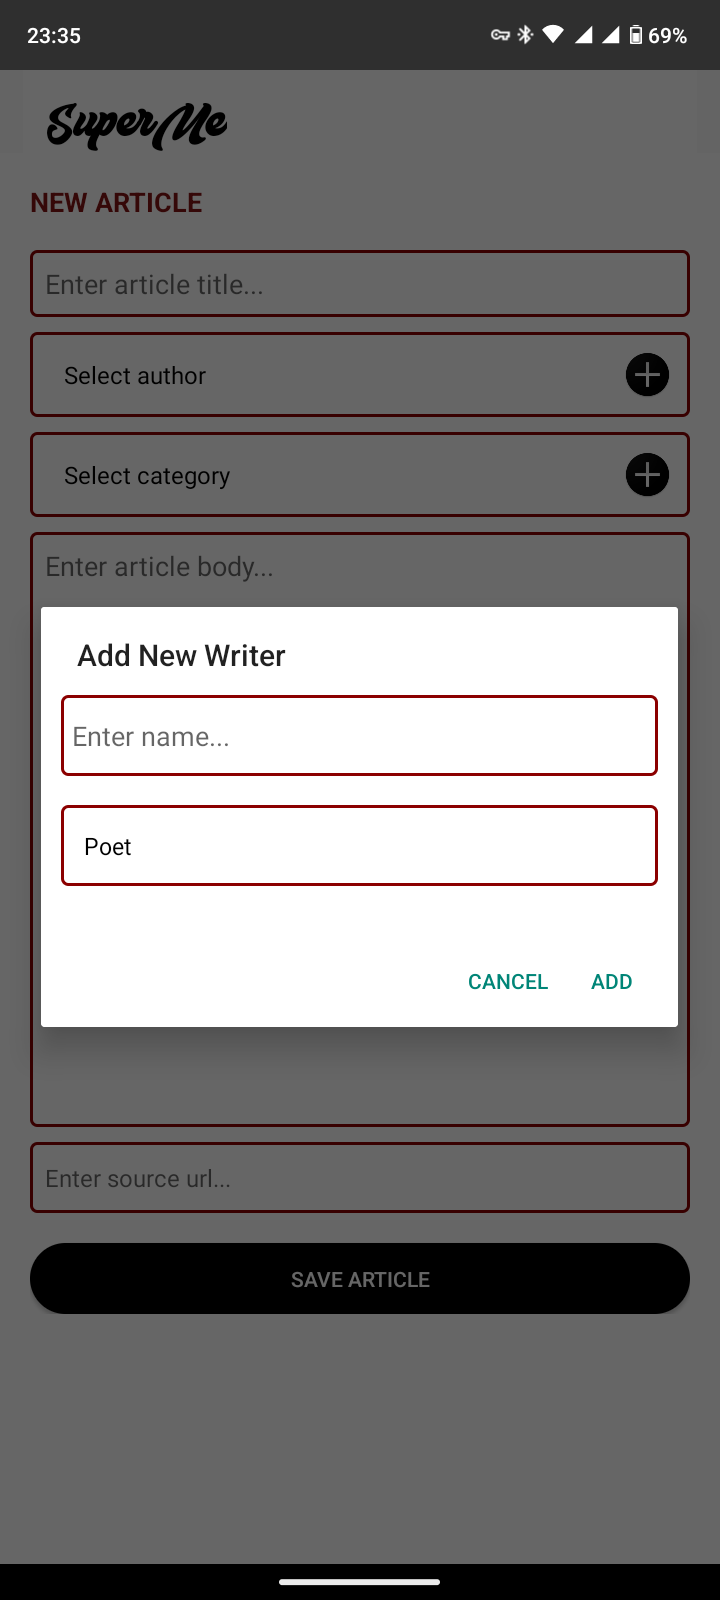 23:35
69%
SuperMe
NEW ARTICLE
Enter article title...
Select author
Select category
Enter article body...
Add New Writer
Enter name...
Poet
CANCEL ADD
Enter source url...
SAVE ARTICLE